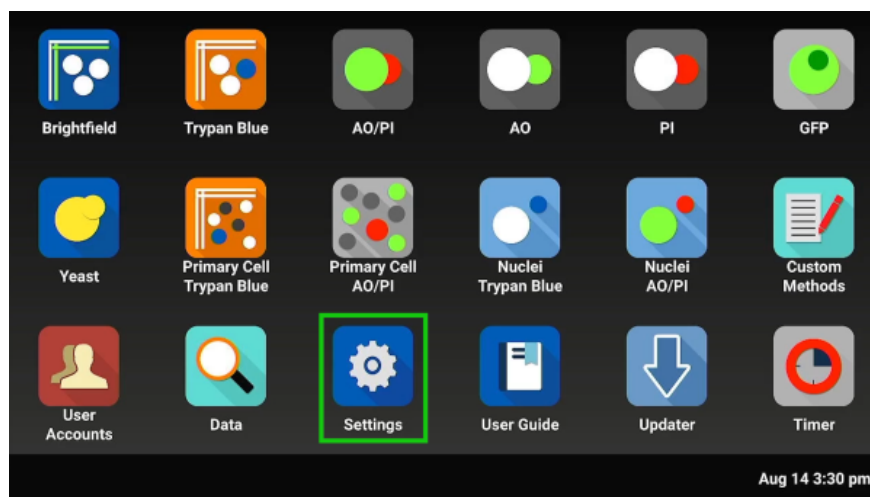 Brightfield
Trypan Blue
AO/PI
AO
PI
GFP
Yeast
Primary Cell
Trypan Blue
Primary Cell
AO/PI
Nuclei
Trypan Blue
Nuclei
AO/PI
Custom
Methods
User
Accounts
Data
Settings
User Guide
Updater
Timer
Aug 14 3:30 pm